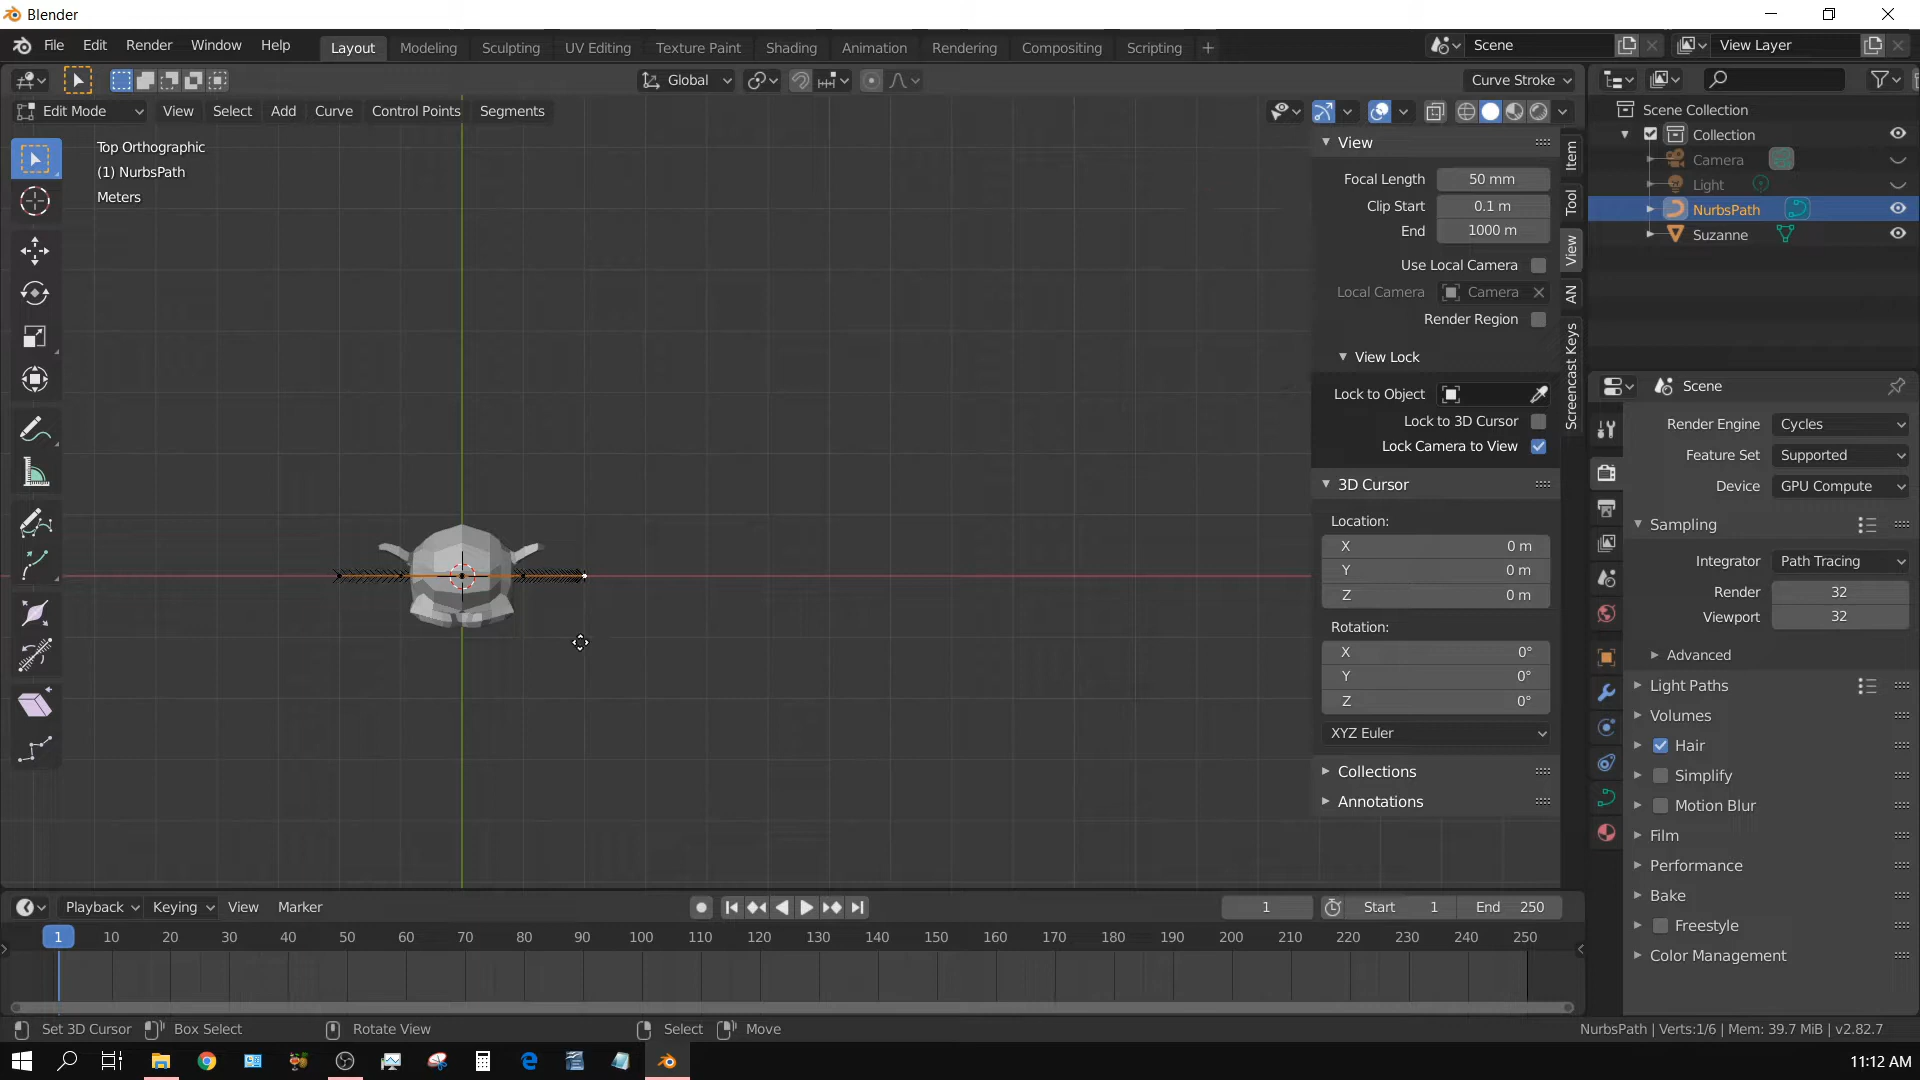 Blender
File Edit Render Window Help Layout Modeling Sculpting UV Editing Texture Paint Shading Animation Rendering Compositing Scripting + Scene View Layer
Global Curve Stroke
Edit Mode View Select Add Curve Control Points Segments
Top Orthographic
(1) NurbsPath
Meters
View
Focal Length 50 mm
Clip Start 0.1 m
End 1000 m
Use Local Camera
Local Camera Camera
Render Region
View Lock
Lock to Object
Lock to 3D Cursor
Lock Camera to View
3D Cursor
Location:
X 0 m
Y 0 m
Z 0 m
Rotation:
X 0°
Y 0°
Z 0°
XYZ Euler
Collections
Annotations
Item
Tool
View
AN
Screencast Keys
Scene Collection
Collection
Camera
Light
NurbsPath
Suzanne
Scene
Render Engine Cycles
Feature Set Supported
Device GPU Compute
Sampling
Integrator Path Tracing
Render 32
Viewport 32
Advanced
Light Paths
Volumes
Hair
Simplify
Motion Blur
Film
Performance
Bake
Freestyle
Color Management
Playback Keying View Marker 1 Start 1 End 250
1 10 20 30 40 50 60 70 80 90 100 110 120 130 140 150 160 170 180 190 200 210 220 230 240 250
Set 3D Cursor Box Select Rotate View Select Move NurbsPath | Verts:1/6 | Mem: 39.7 MiB | v2.82.7
11:12 AM